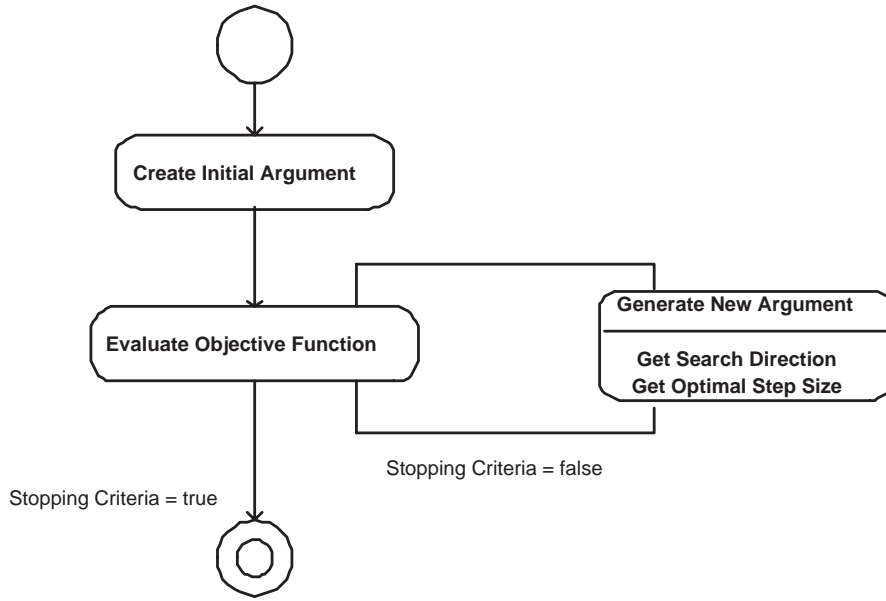 Create Initial Argument
Generate New Argument
Evaluate Objective Function
Get Search Direction
Get Optimal Step Size
Stopping Criteria = false
Stopping Criteria = true